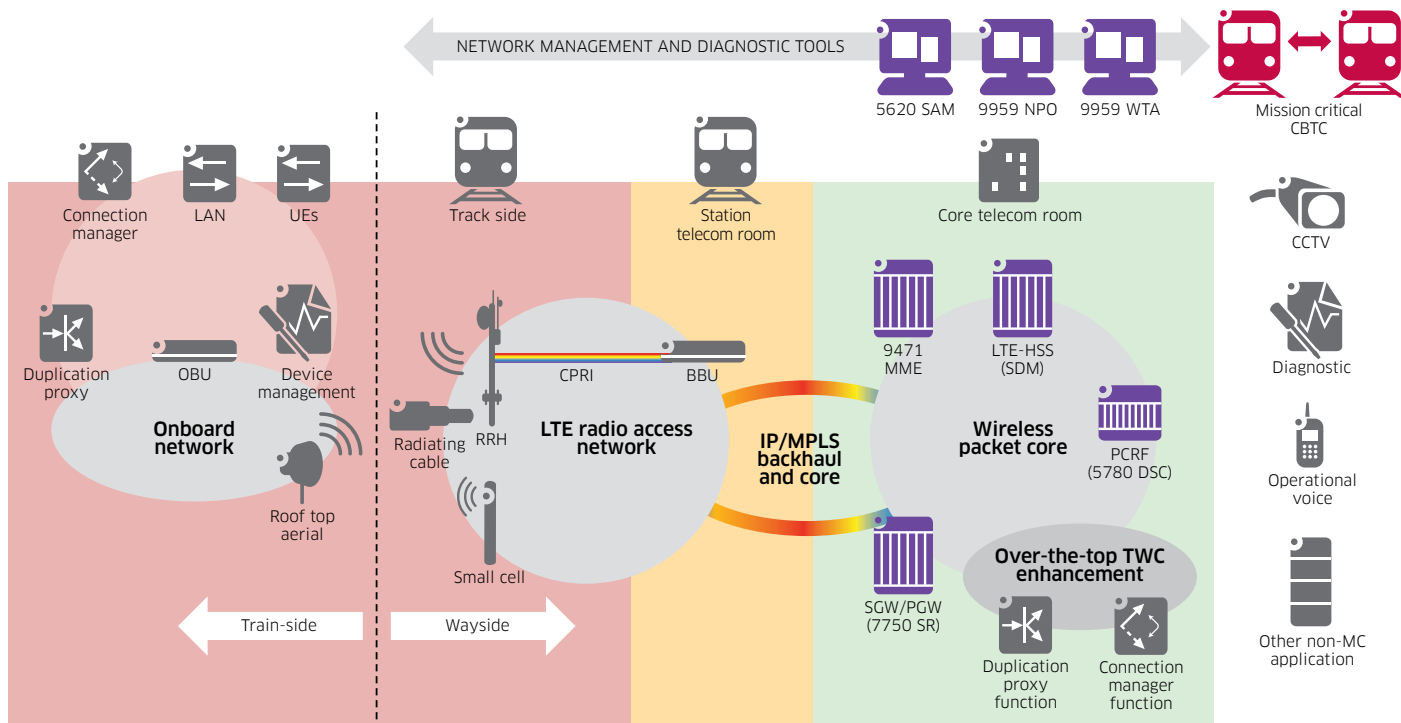 NETWORK MANAGEMENT AND DIAGNOSTIC TOOLS
5620 SAM
9959 NPO
9959 WTA
Mission critical
CBTC
Connection
manager
LAN
UEs
Track side
Station
telecom room
Core telecom room
CCTV
Duplication
proxy
OBU
Device
management
Onboard
network
Roof top
aerial
Radiating
cable
RRH
CPRI
BBU
LTE radio access
network
Small cell
IP/MPLS
backhaul
and core
9471
MME
LTE-HSS
(SDM)
Wireless
packet core
PCRF
(5780 DSC)
SGW/PGW
(7750 SR)
Over-the-top TWC
enhancement
Duplication
proxy
function
Connection
manager
function
Diagnostic
Operational
voice
Other non-MC
application
Train-side
Wayside